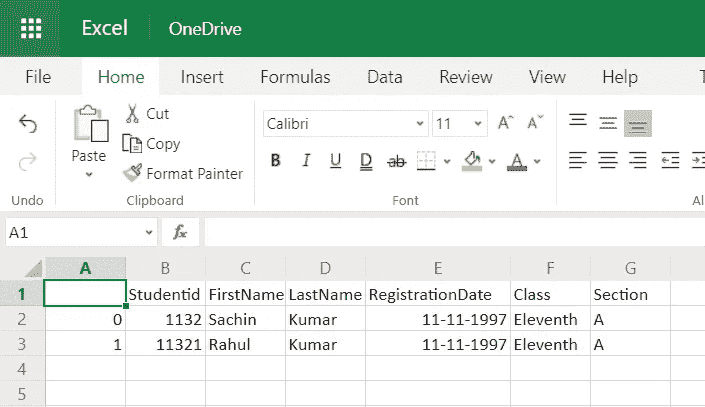 Excel OneDrive
File Home Insert Formulas Data Review View Help
Cut
Copy
Paste
Format Painter
Calibri 11 A A
B I U D ab A
Undo Clipboard Font Al
A1 fx
A B C D E F G
1 Studentid FirstName LastName RegistrationDate Class Section
2 0 1132 Sachin Kumar 11-11-1997 Eleventh A
3 1 11321 Rahul Kumar 11-11-1997 Eleventh A
4
5